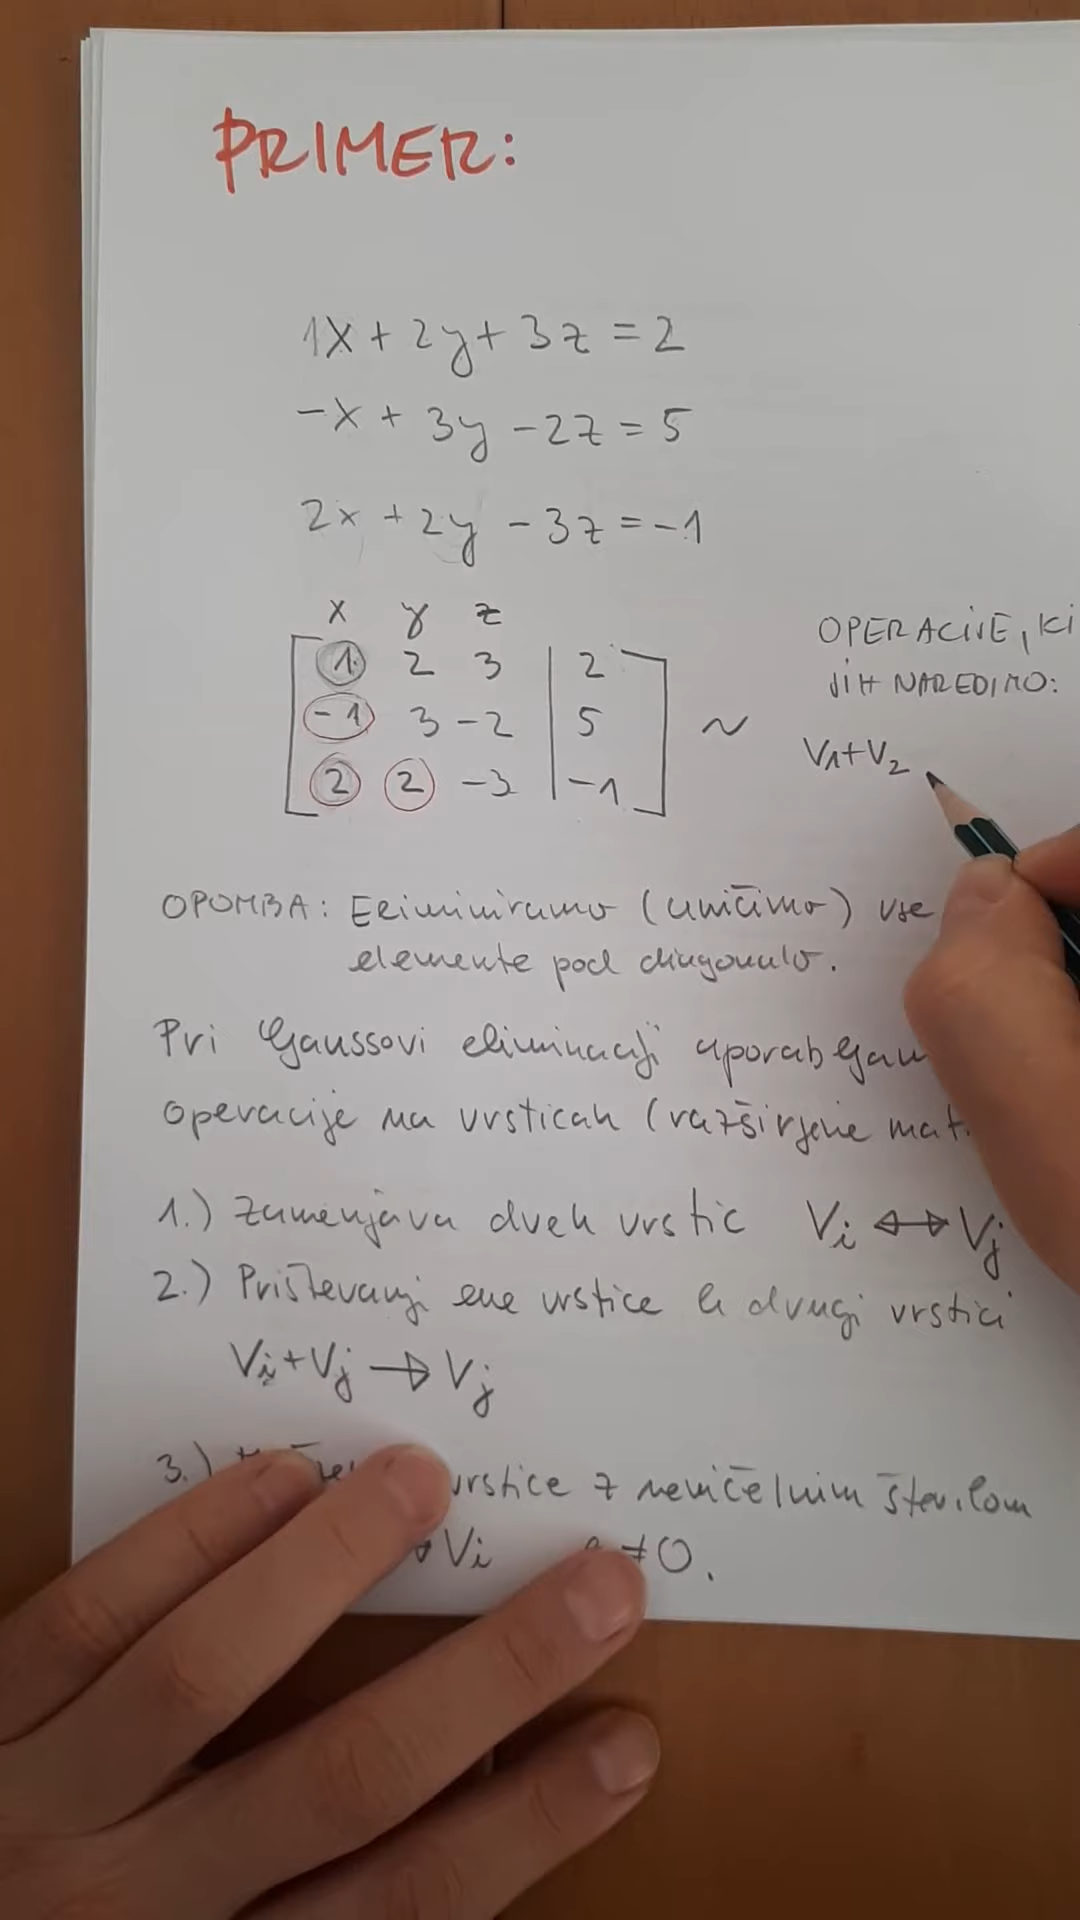 PRIMER:
1x + 2y + 3z = 2
-x + 3y - 2z = 5
2x + 2y - 3z = -1
x y z
1 2 3 | 2
-1 3 -2 | 5
2 2 -3 | -1
~
OPERACIJE, KI
JIH NAREDIMO:
V1+V2
OPOMBA: Eliminiramo (uničimo) vse
elemente pod diagonalo.
Pri Gaussovi eliminaciji
operacije na vrsticah (razširjene
1.) Zamenjava dveh vrstic Vi ↔ Vj
2.) Prištevanj ene vrstice k drugi vrstici
Vi+Vj → Vj
3.) vrstice z neničelnim številom
Vi ≠0.